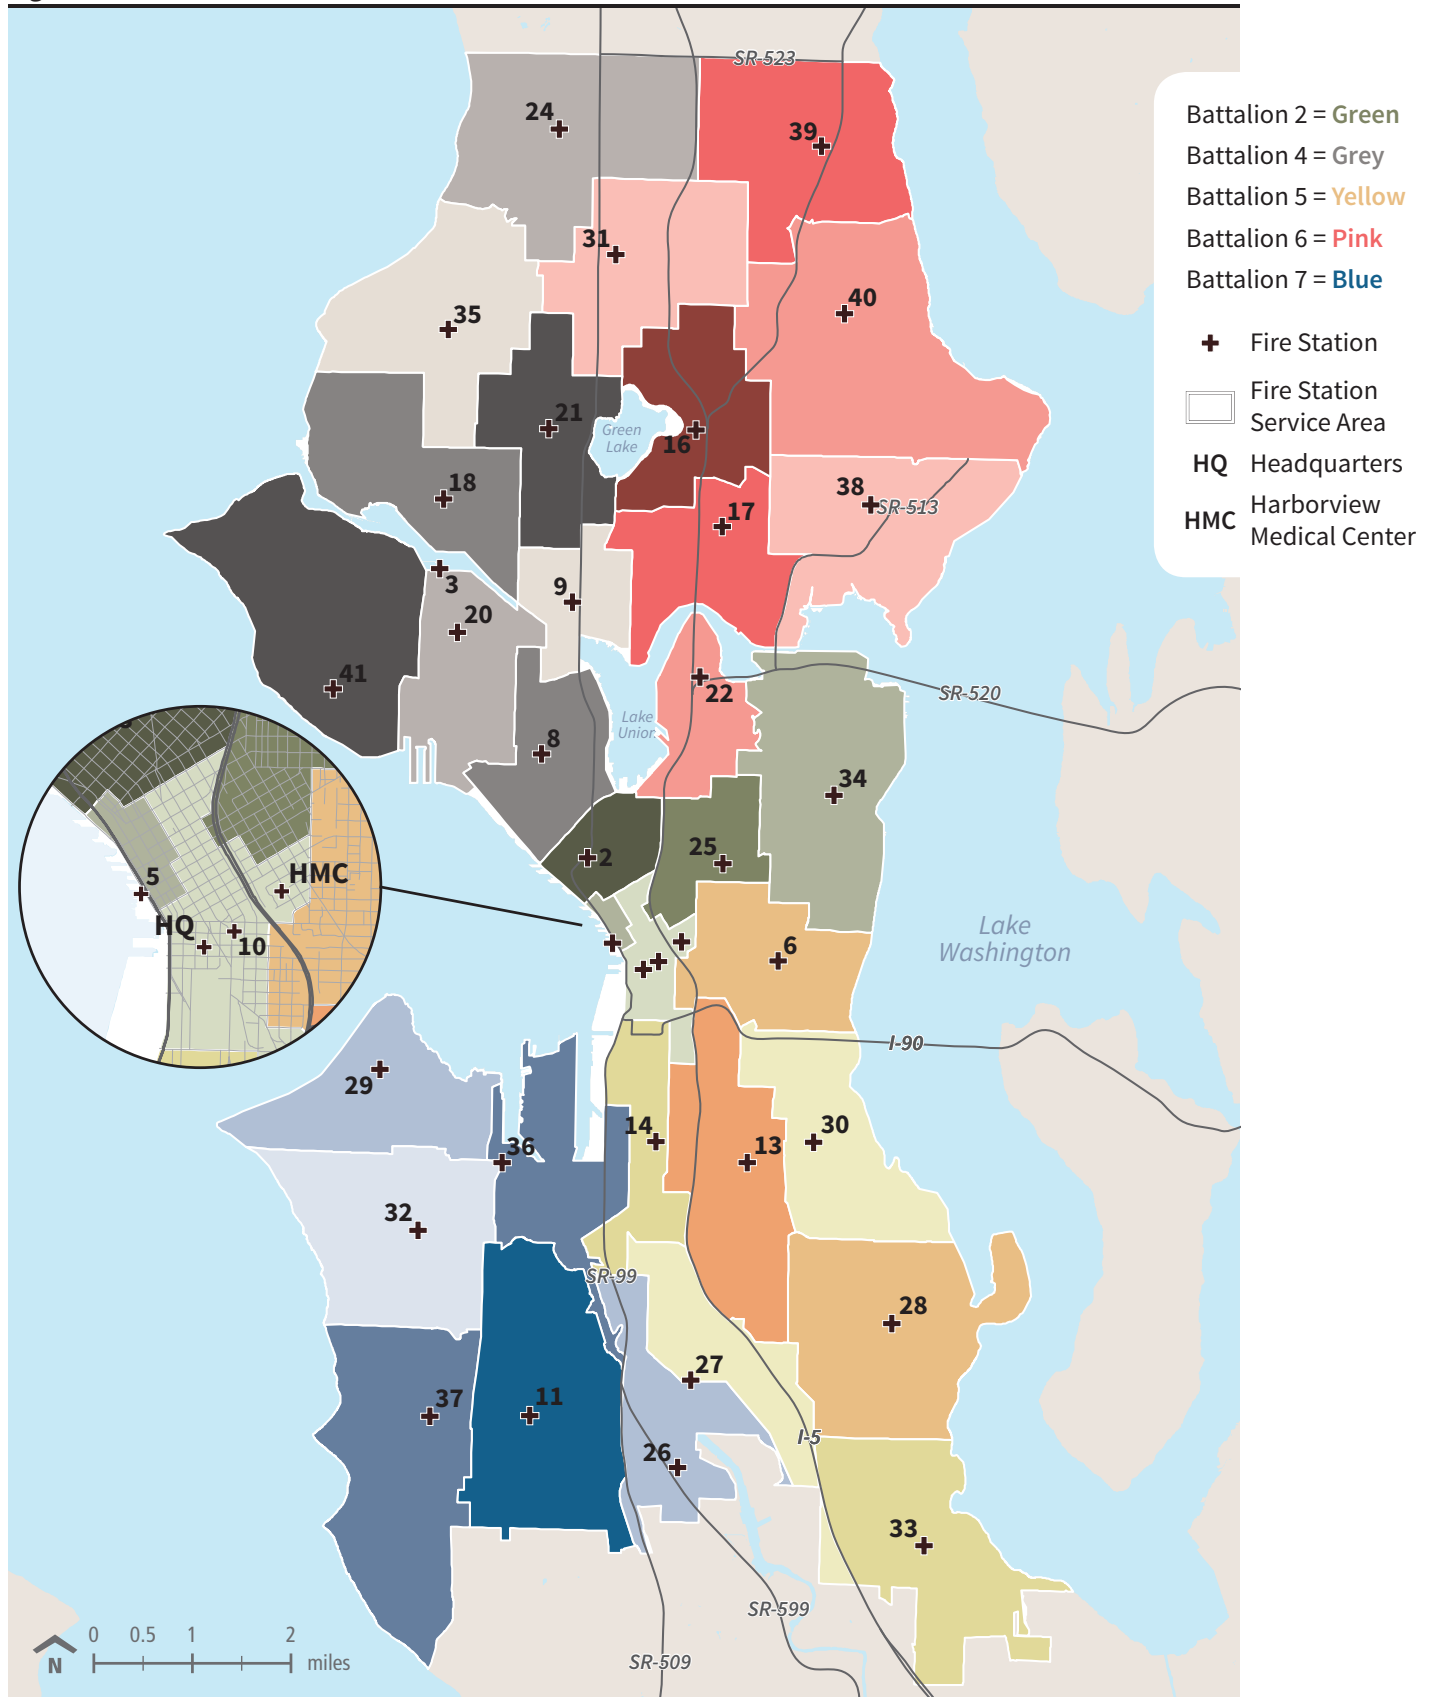 SR-523
24
39
31
40
35
21
Green
Lake
16
18
38
SR-513
17
3
9
20
41
22
SR-520
Lake
Union
8
34
2
25
5
HMC
HQ
10
6
Lake
Washington
I-90
29
14
30
36
13
32
SR-99
28
27
37
11
I-5
26
33
SR-599
SR-509
0 0.5 1 2
miles
N
Battalion 2 = Green
Battalion 4 = Grey
Battalion 5 = Yellow
Battalion 6 = Pink
Battalion 7 = Blue
Fire Station
Fire Station
Service Area
HQ Headquarters
HMC Harborview
Medical Center